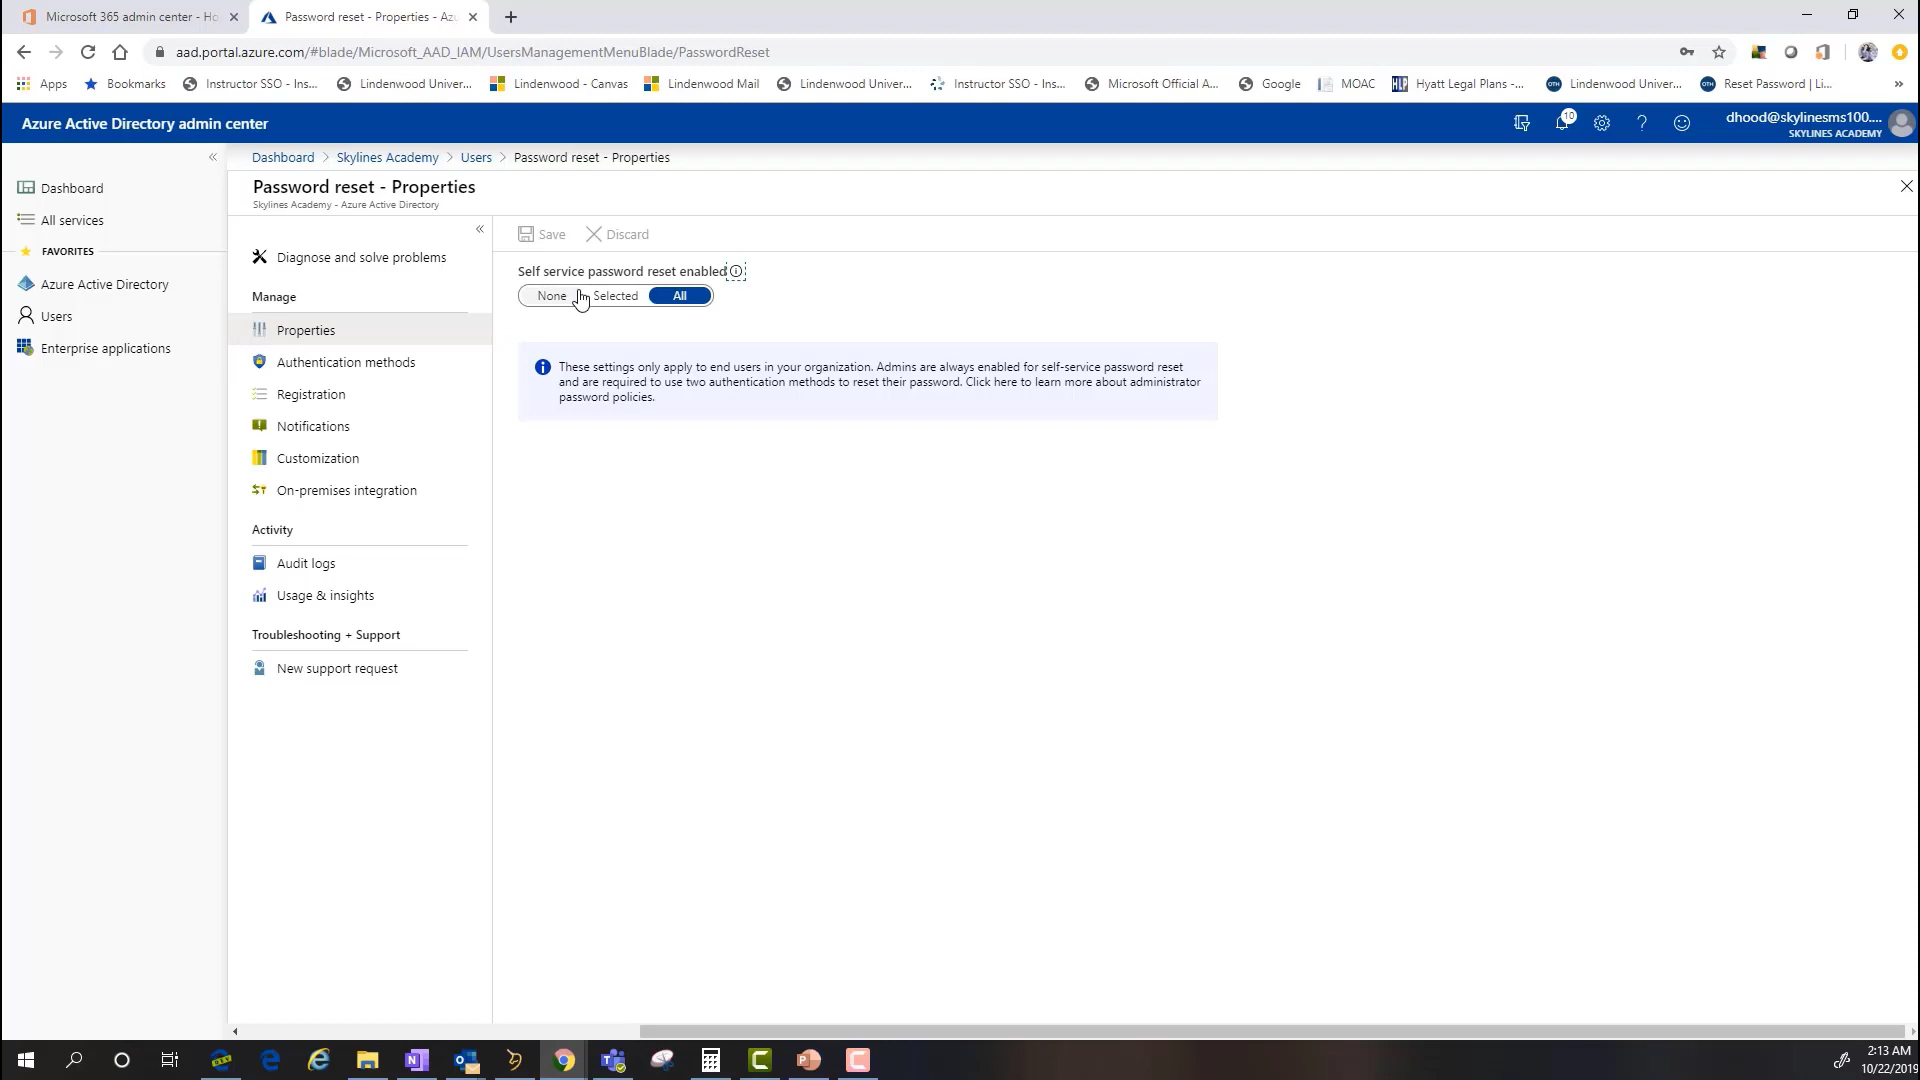 Microsoft 365 admin center - Ho
Password reset - Properties - Azu
aad.portal.azure.com/#blade/Microsoft_AAD_IAM/UsersManagementMenuBlade/PasswordReset
Apps
Bookmarks
Instructor SSO - Ins...
Lindenwood Univer...
Lindenwood - Canvas
Lindenwood Mail
Lindenwood Univer...
Instructor SSO - Ins...
Microsoft Official A...
Google
MOAC
HLP
Hyatt Legal Plans -...
OTH
Lindenwood Univer...
OTH
Reset Password | Li...
»
Azure Active Directory admin center
10
dhood@skylinesms100....
SKYLINES ACADEMY
Dashboard > Skylines Academy > Users > Password reset - Properties
Password reset - Properties
Skylines Academy - Azure Active Directory
Dashboard
All services
FAVORITES
Azure Active Directory
Users
Enterprise applications
Diagnose and solve problems
Manage
Properties
Authentication methods
Registration
Notifications
Customization
On-premises integration
Activity
Audit logs
Usage & insights
Troubleshooting + Support
New support request
Save
Discard
Self service password reset enabled
None
Selected
All
These settings only apply to end users in your organization. Admins are always enabled for self-service password reset
and are required to use two authentication methods to reset their password. Click here to learn more about administrator
password policies.
2:13 AM
10/22/2019